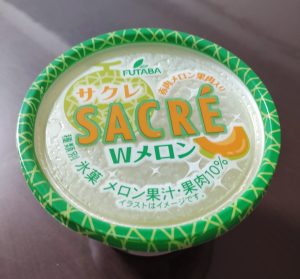 FUTABA
赤肉メロン果肉入り
サクレ
SACRÉ
Wメロン
種類別 氷菓
メロン果汁・果肉10%
イラストはイメージです。